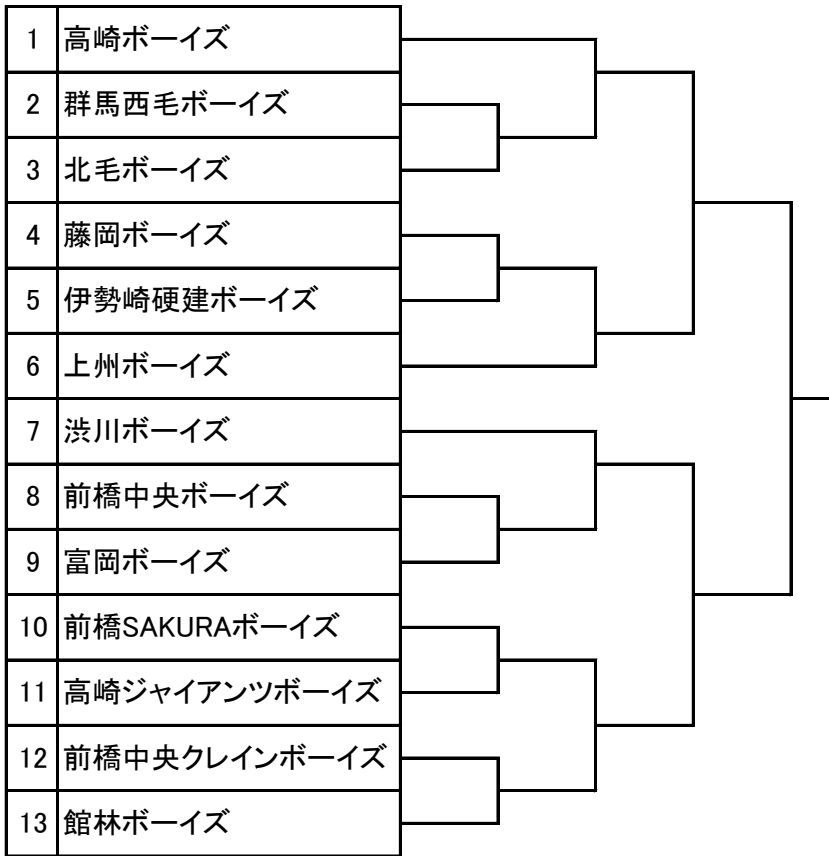 1 高崎ボーイズ
2 群馬西毛ボーイズ
3 北毛ボーイズ
4 藤岡ボーイズ
5 伊勢崎硬建ボーイズ
6 上州ボーイズ
7 渋川ボーイズ
8 前橋中央ボーイズ
9 富岡ボーイズ
10 前橋SAKURAボーイズ
11 高崎ジャイアンツボーイズ
12 前橋中央クレインボーイズ
13 館林ボーイズ